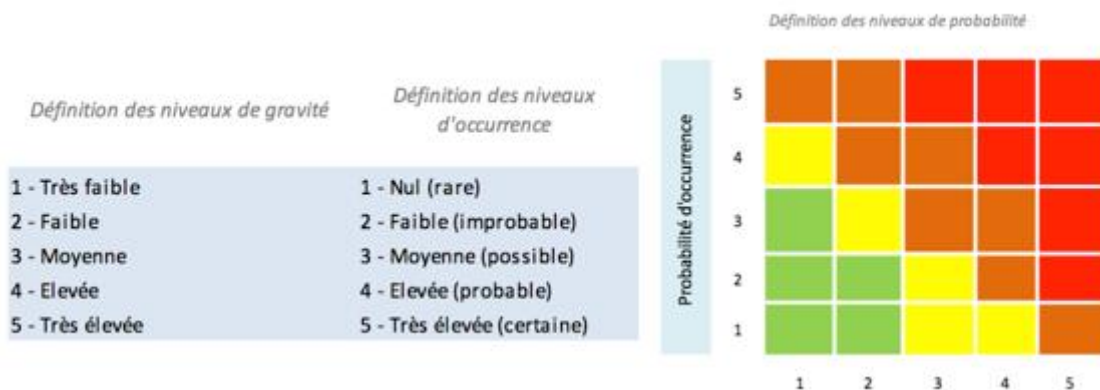 Définition des niveaux de probabilité
Définition des niveaux de gravité
Définition des niveaux
d'occurrence
1 - Très faible
1 - Nul (rare)
2 - Faible
2 - Faible (improbable)
3 - Moyenne
3 - Moyenne (possible)
4 - Elevée
4 - Elevée (probable)
5 - Très élevée
5 - Très élevée (certaine)
Probabilité d'occurrence
5
4
3
2
1
1 2 3 4 5